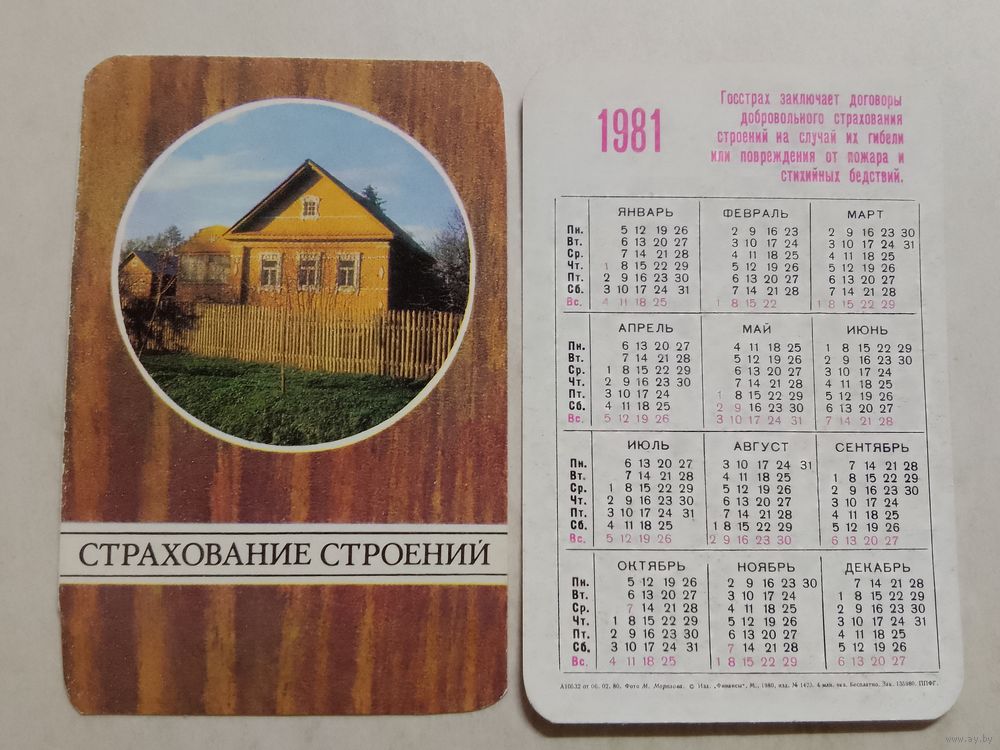 СТРАХОВАНИЕ СТРОЕНИЙ
1981
Госстрах заключает договоры
добровольного страхования
строений на случай их гибели
или повреждения от пожара и
стихийных бедствий.
ЯНВАРЬ ФЕВРАЛЬ МАРТ
Пн. 5 12 19 26 2 9 16 23 2 9 16 23 30
Вт. 6 13 20 27 3 10 17 24 3 10 17 24 31
Ср. 7 14 21 28 4 11 18 25 4 11 18 25
Чт. 1 8 15 22 29 5 12 19 26 5 12 19 26
Пт. 2 9 16 23 30 6 13 20 27 6 13 20 27
Сб. 3 10 17 24 31 7 14 21 28 7 14 21 28
Вс. 4 11 18 25 1 8 15 22 1 8 15 22 29
АПРЕЛЬ МАЙ ИЮНЬ
Пн. 6 13 20 27 4 11 18 25 1 8 15 22 29
Вт. 7 14 21 28 5 12 19 26 2 9 16 23 30
Ср. 1 8 15 22 29 6 13 20 27 3 10 17 24
Чт. 2 9 16 23 30 7 14 21 28 4 11 18 25
Пт. 3 10 17 24 1 8 15 22 29 5 12 19 26
Сб. 4 11 18 25 2 9 16 23 30 6 13 20 27
Вс. 5 12 19 26 3 10 17 24 31 7 14 21 28
ИЮЛЬ АВГУСТ СЕНТЯБРЬ
Пн. 6 13 20 27 3 10 17 24 31 7 14 21 28
Вт. 7 14 21 28 4 11 18 25 1 8 15 22 29
Ср. 1 8 15 22 29 5 12 19 26 2 9 16 23 30
Чт. 2 9 16 23 30 6 13 20 27 3 10 17 24
Пт. 3 10 17 24 31 7 14 21 28 4 11 18 25
Сб. 4 11 18 25 1 8 15 22 29 5 12 19 26
Вс. 5 12 19 26 2 9 16 23 30 6 13 20 27
ОКТЯБРЬ НОЯБРЬ ДЕКАБРЬ
Пн. 5 12 19 26 2 9 16 23 30 7 14 21 28
Вт. 6 13 20 27 3 10 17 24 1 8 15 22 29
Ср. 7 14 21 28 4 11 18 25 2 9 16 23 30
Чт. 1 8 15 22 29 5 12 19 26 3 10 17 24 31
Пт. 2 9 16 23 30 6 13 20 27 4 11 18 25
Сб. 3 10 17 24 31 7 14 21 28 5 12 19 26
Вс. 4 11 18 25 1 8 15 22 29 6 13 20 27
А10532 от 06. 02. 80. Фото М. © Изд. „Финансы“, М., 1980, изд. № 4 млн. экз. Бесплатно. Зак. ППФГ.
www.ay.by